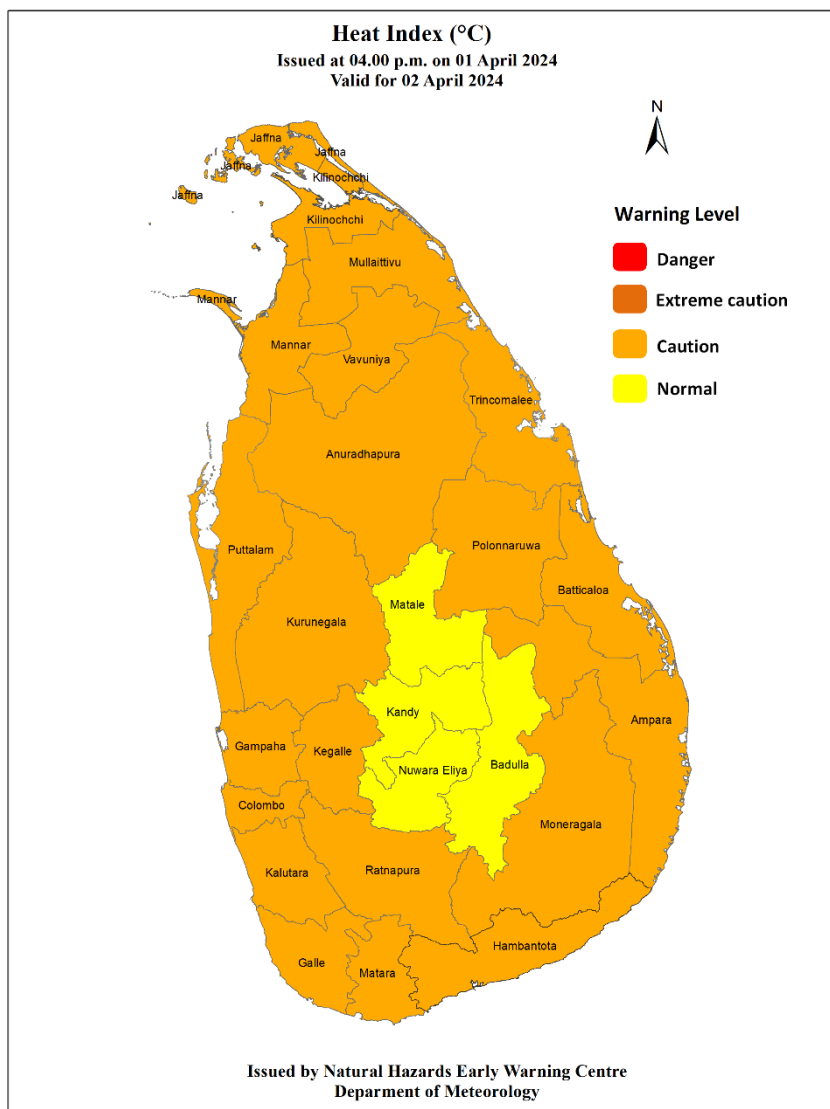 Heat Index (°C)
Issued at 04.00 p.m. on 01 April 2024
Valid for 02 April 2024
N
Jaffna
Jaffna
Jaffna
Kilinochchi
Jaffna
Kilinochchi
Warning Level
Danger
Mullaittivu
Extreme caution
Mannar
Mannar
Caution
Vavuniya
Normal
Trincomalee
Anuradhapura
Puttalam
Polonnaruwa
Batticaloa
Matale
Kurunegala
Kandy
Ampara
Gampaha
Kegalle
Nuwara Eliya
Badulla
Colombo
Moneragala
Kalutara
Ratnapura
Hambantota
Galle
Matara
Issued by Natural Hazards Early Warning Centre
Deparment of Meteorology